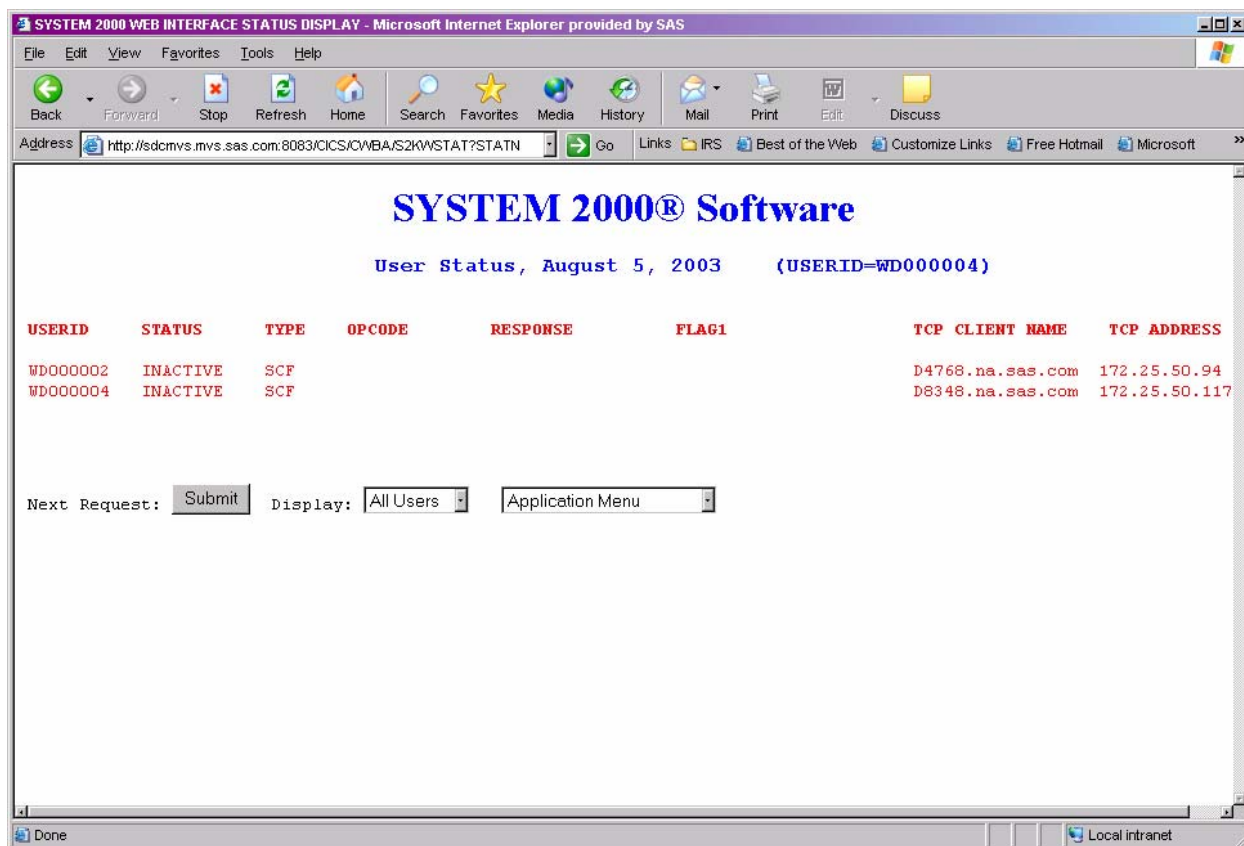 SYSTEM 2000 WEB INTERFACE STATUS DISPLAY - Microsoft Internet Explorer provided by SAS
File Edit View Favorites Tools Help
Back Forward Stop Refresh Home Search Favorites Media History Mail Print Edit Discuss
Address http://sdcmvs.mvs.sas.com:8083/CICS/CWBA/S2KWSTAT?STATN Go Links IRS Best of the Web Customize Links Free Hotmail Microsoft »
SYSTEM 2000® Software
User Status, August 5, 2003 (USERID=WD000004)
USERID STATUS TYPE OPCODE RESPONSE FLAG1 TCP CLIENT NAME TCP ADDRESS
WD000002 INACTIVE SCF D4768.na.sas.com 172.25.50.94
WD000004 INACTIVE SCF D8348.na.sas.com 172.25.50.117
Next Request: Submit Display: All Users Application Menu
Done Local intranet